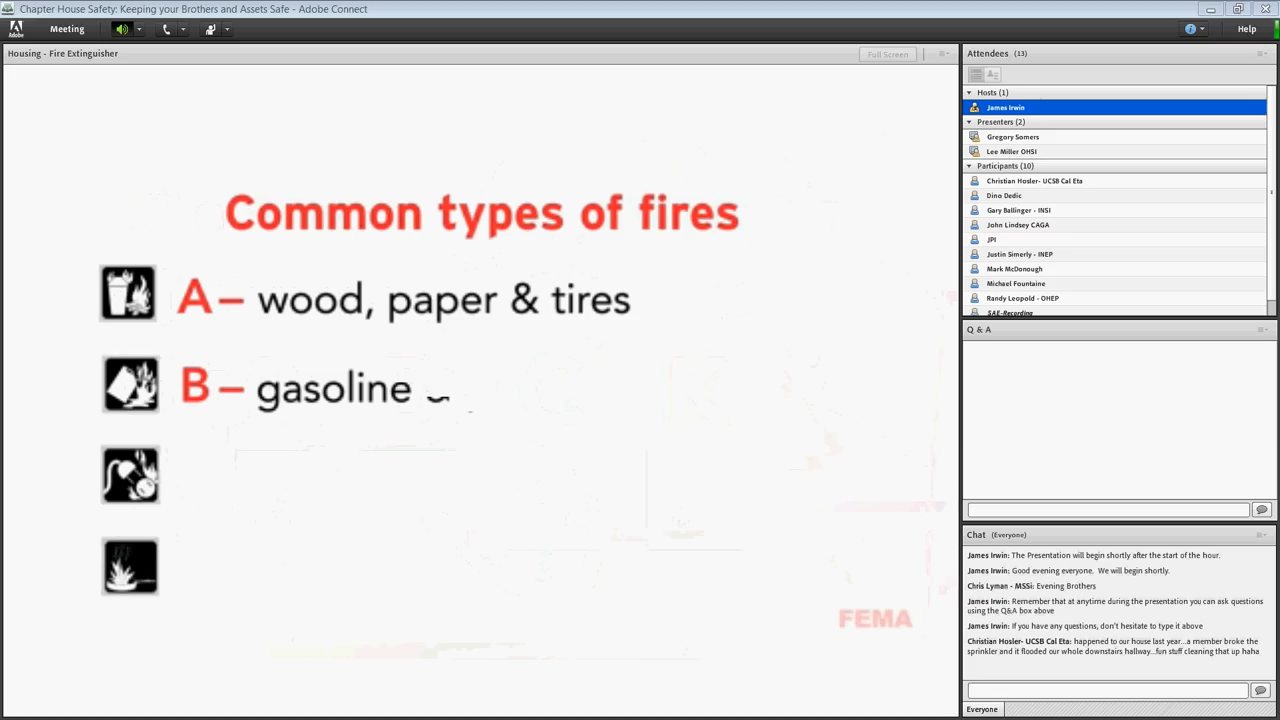 Chapter House Safety: Keeping your Brothers and Assets Safe - Adobe Connect
Adobe
Meeting
Help
Housing - Fire Extinguisher
Full Screen
Common types of fires
A – wood, paper & tires
B – gasoline
FEMA
Attendees (13)
Hosts (1)
James Irwin
Presenters (2)
Gregory Somers
Lee Miller OHSI
Participants (10)
Christian Hosler- UCSB Cal Eta
Dino Dedic
Gary Ballinger - INSI
John Lindsey CAGA
JPI
Justin Simerly - INEP
Mark McDonough
Michael Fountaine
Randy Leopold - OHEP
SAE-Recording
Q & A
Chat (Everyone)
James Irwin: The Presentation will begin shortly after the start of the hour.
James Irwin: Good evening everyone. We will begin shortly.
Chris Lyman - MSSi: Evening Brothers
James Irwin: Remember that at anytime during the presentation you can ask questions
using the Q&A box above
James Irwin: If you have any questions, don't hesitate to type it above
Christian Hosler- UCSB Cal Eta: happened to our house last year...a member broke the
sprinkler and it flooded our whole downstairs hallway...fun stuff cleaning that up haha
Everyone